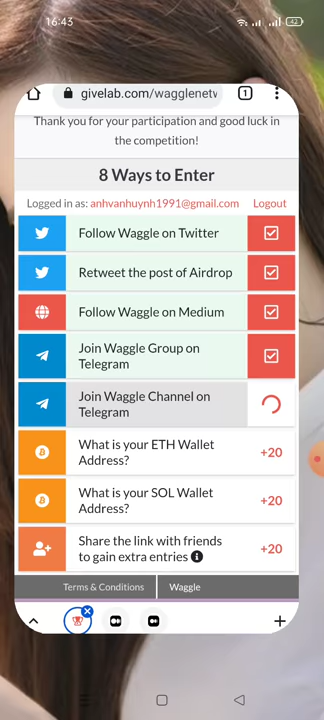 16:43
42
givelab.com/wagglenetw
1
Thank you for your participation and good luck in
the competition!
8 Ways to Enter
Logged in as: anhvanhuynh1991@gmail.com Logout
Follow Waggle on Twitter
Retweet the post of Airdrop
Follow Waggle on Medium
Join Waggle Group on
Telegram
Join Waggle Channel on
Telegram
What is your ETH Wallet
Address?
+20
What is your SOL Wallet
Address?
+20
Share the link with friends
to gain extra entries
+20
Terms & Conditions
Waggle